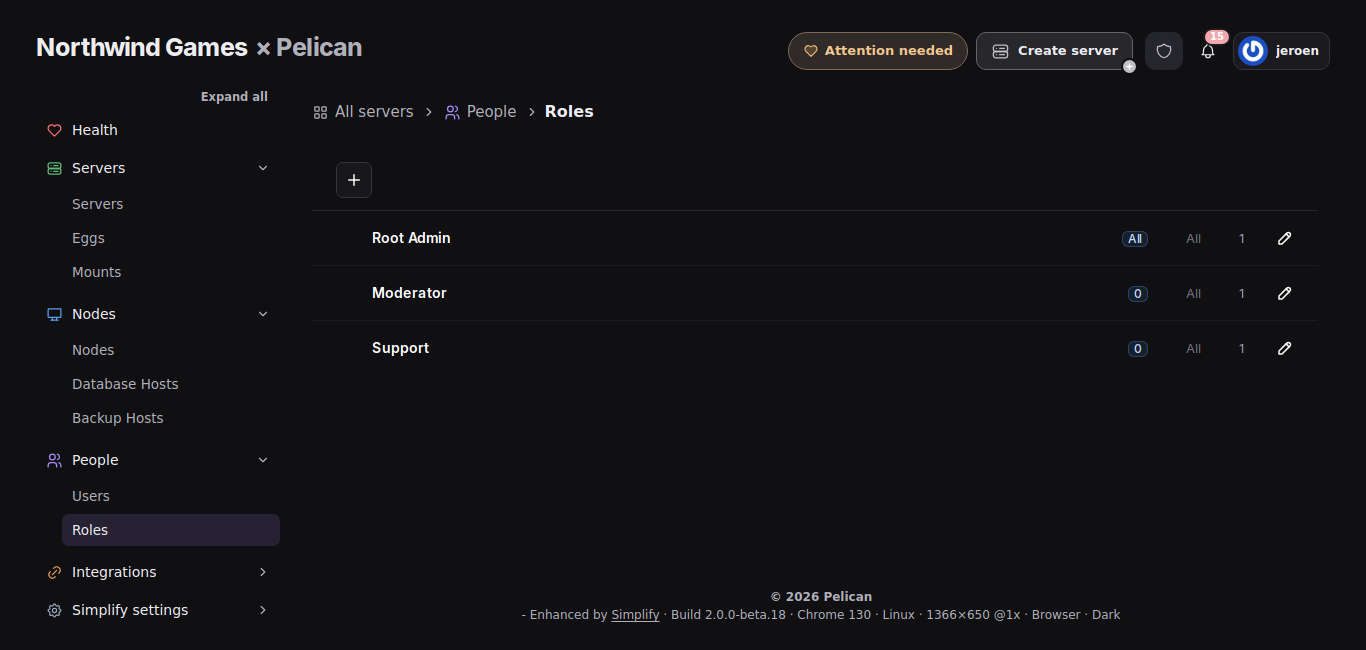 Northwind Games × Pelican
Attention needed
Create server
15
jeroen
Expand all
Health
Servers
Servers
Eggs
Mounts
Nodes
Nodes
Database Hosts
Backup Hosts
People
Users
Roles
Integrations
Simplify settings
All servers > People > Roles
Root Admin All All 1
Moderator 0 All 1
Support 0 All 1
© 2026 Pelican
- Enhanced by Simplify · Build 2.0.0-beta.18 · Chrome 130 · Linux · 1366×650 @1x · Browser · Dark